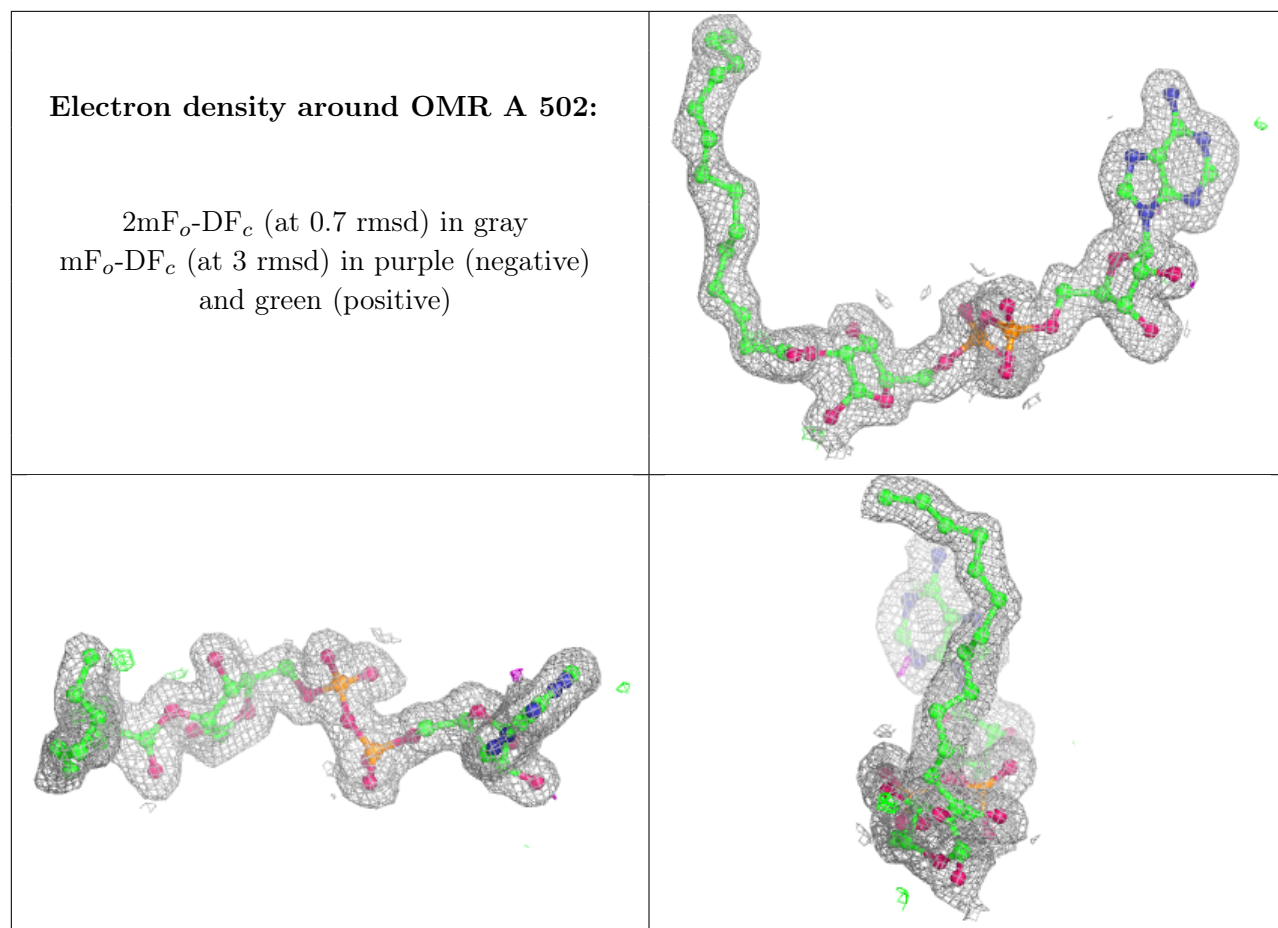 Electron density around OMR A 502:
2mFo-DFc (at 0.7 rmsd) in gray
mFo-DFc (at 3 rmsd) in purple (negative)
and green (positive)